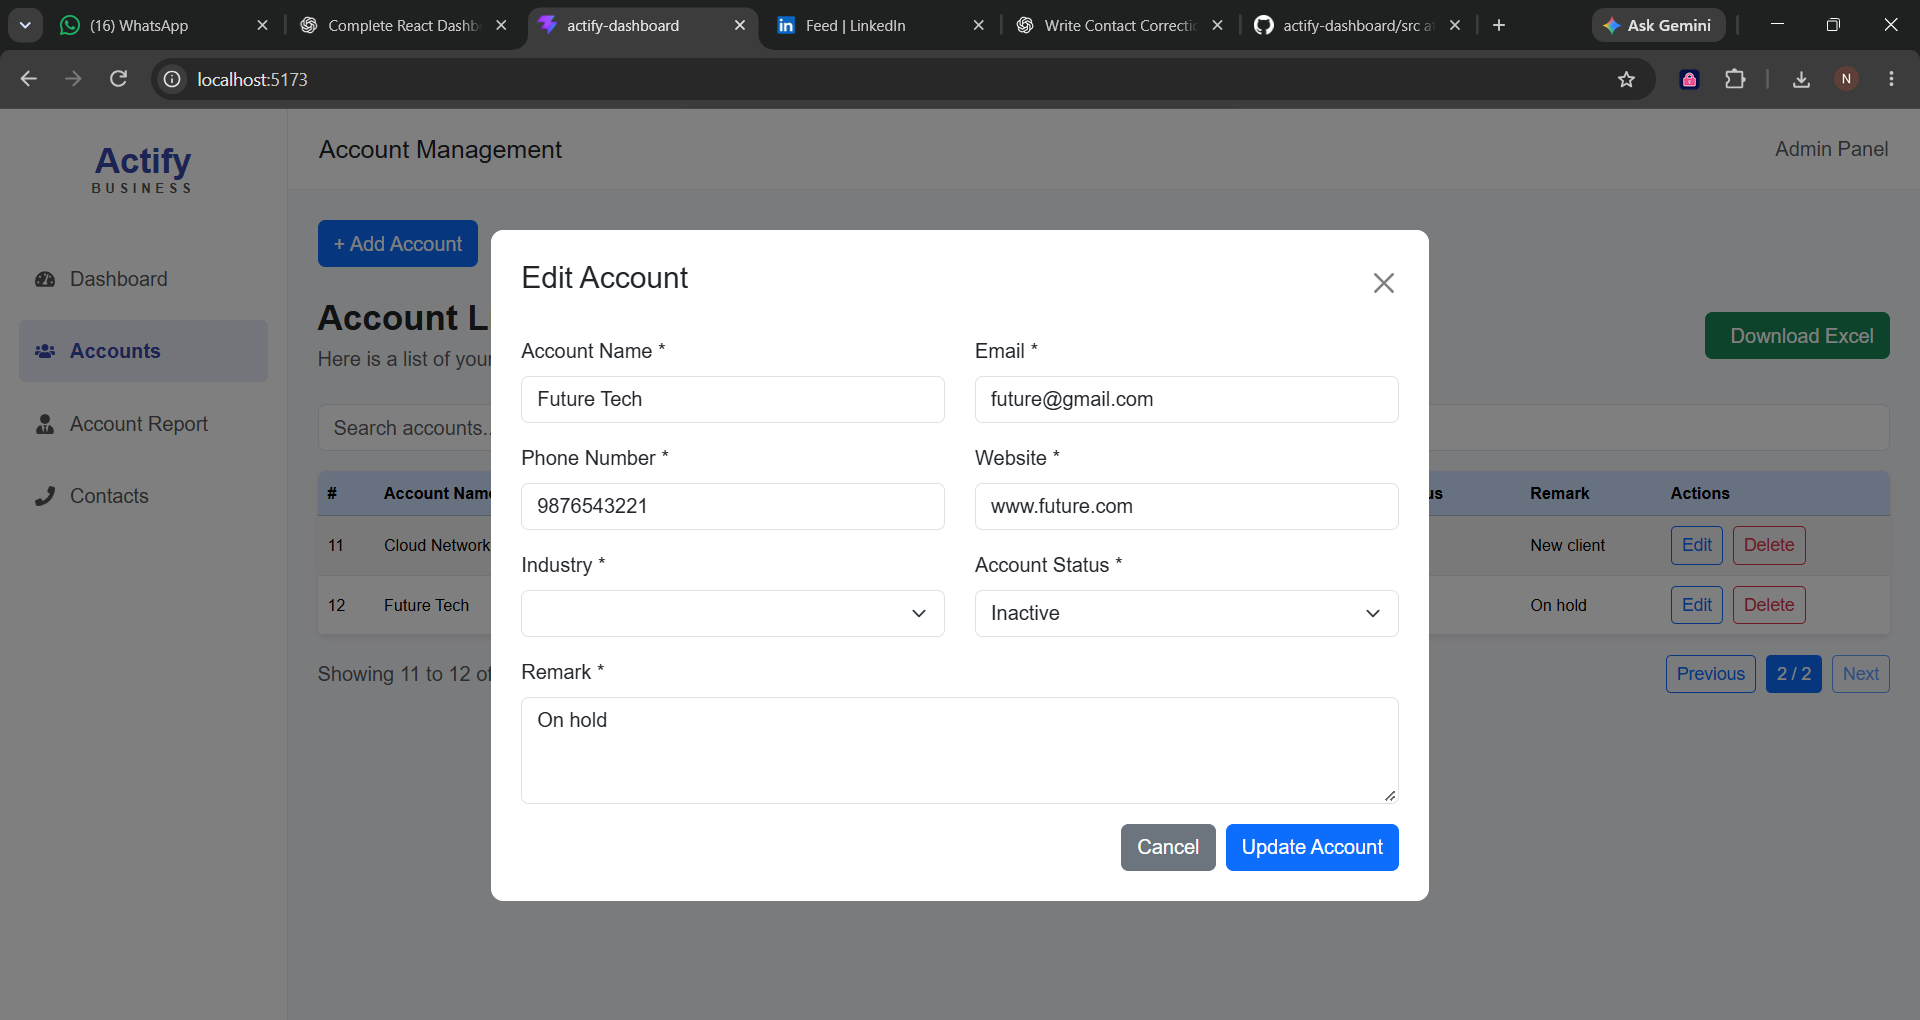 (16) WhatsApp
Complete React Dashb
actify-dashboard
Feed | LinkedIn
Write Contact Correctio
actify-dashboard/src at
Ask Gemini
localhost:5173
N
Actify
BUSINESS
Dashboard
Accounts
Account Report
Contacts
Account Management
Admin Panel
+ Add Account
Account L
Here is a list of your
Download Excel
Search accounts..
# Account Name us Remark Actions
11 Cloud Network New client Edit Delete
12 Future Tech On hold Edit Delete
Showing 11 to 12 of
Previous 2 / 2 Next
Edit Account
Account Name * Email *
Future Tech future@gmail.com
Phone Number * Website *
9876543221 www.future.com
Industry * Account Status *
Inactive
Remark *
On hold
Cancel Update Account